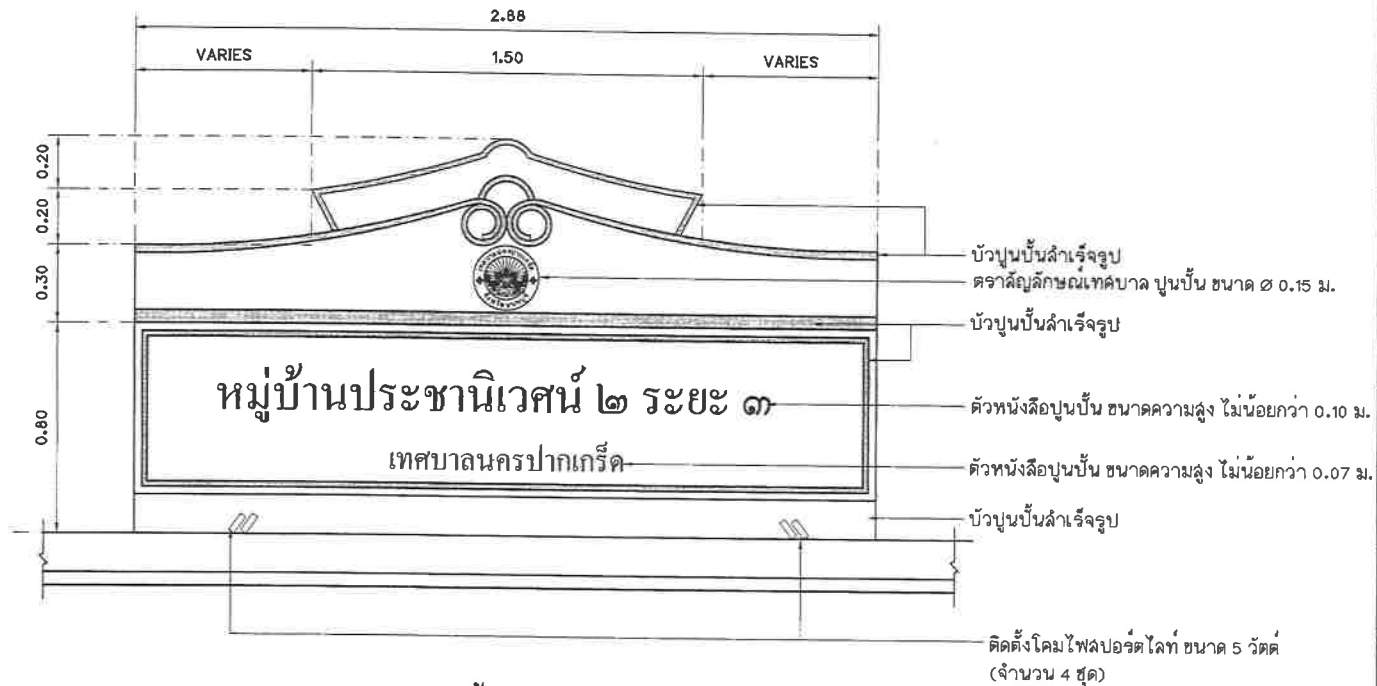 2.88
VARIES 1.50 VARIES
0.20
0.20
0.30
0.80
บัวปูนปั้นสำเร็จรูป
ตราสัญลักษณ์เทศบาล ปูนปั้น ขนาด Ø 0.15 ม.
บัวปูนปั้นสำเร็จรูป
หมู่บ้านประชานิเวศน์ ๒ ระยะ ๓
ตัวหนังสือปูนปั้น ขนาดความสูง ไม่น้อยกว่า 0.10 ม.
เทศบาลนครปากเกร็ด
ตัวหนังสือปูนปั้น ขนาดความสูง ไม่น้อยกว่า 0.07 ม.
บัวปูนปั้นสำเร็จรูป
ติดตั้งโคมไฟสปอร์ตไลท์ ขนาด 5 วัตต์
(จำนวน 4 ชุด)